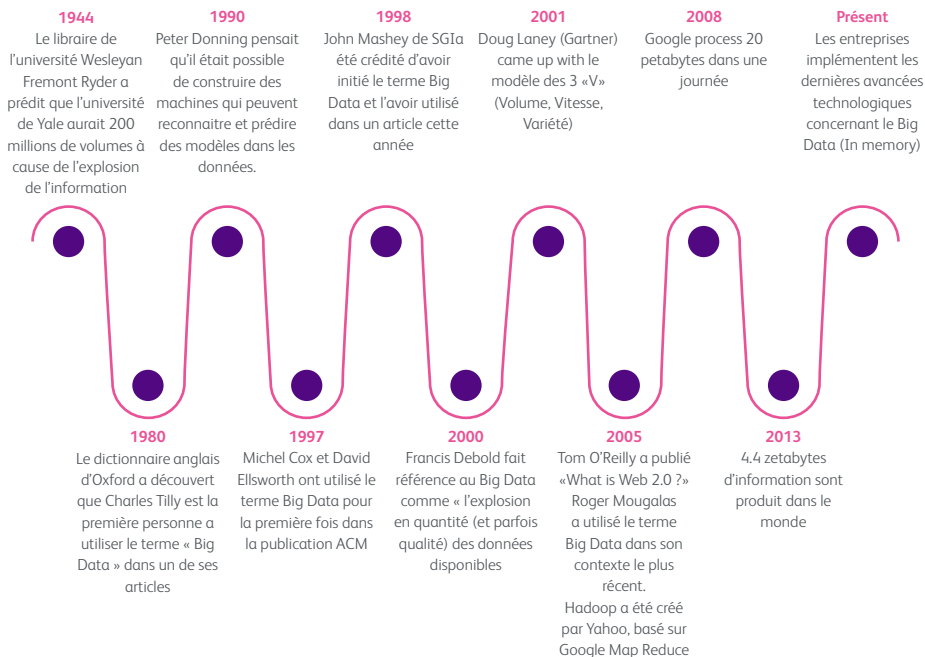 1944
Le libraire de
l'université Wesleyan
Fremont Ryder a
prédit que l'université
de Yale aurait 200
millions de volumes à
cause de l'explosion
de l'information
1990
Peter Donning pensait
qu'il était possible
de construire des
machines qui peuvent
reconnaitre et prédire
des modèles dans les
données.
1998
John Mashey de SGIa
été crédité d'avoir
initié le terme Big
Data et l'avoir utilisé
dans un article cette
année
2001
Doug Laney (Gartner)
came up with le
modèle des 3 «V»
(Volume, Vitesse,
Variété)
2008
Google process 20
petabytes dans une
journée
Présent
Les entreprises
implémentent les
dernières avancées
technologiques
concernant le Big
Data (In memory)
1980
Le dictionnaire anglais
d'Oxford a découvert
que Charles Tilly est la
première personne a
utiliser le terme « Big
Data » dans un de ses
articles
1997
Michel Cox et David
Ellsworth ont utilisé le
terme Big Data pour
la première fois dans
la publication ACM
2000
Francis Debold fait
référence au Big Data
comme « l'explosion
en quantité (et parfois
qualité) des données
disponibles
2005
Tom O'Reilly a publié
«What is Web 2.0 ?»
Roger Mougalas
a utilisé le terme
Big Data dans son
contexte le plus
récent.
Hadoop a été créé
par Yahoo, basé sur
Google Map Reduce
2013
4.4 zetabytes
d'information sont
produit dans le
monde